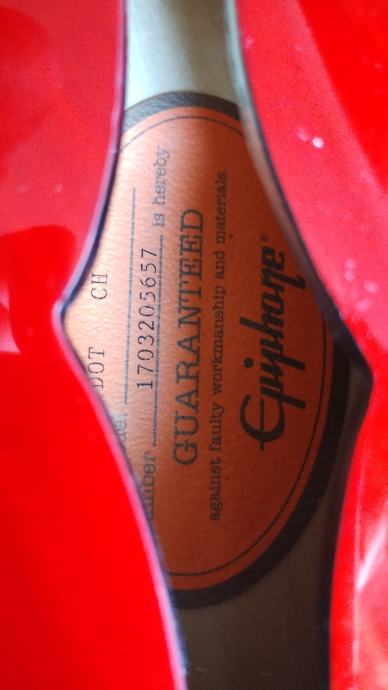 DOT CH
1703205657 is hereby
GUARANTEED
against faulty workmanship and materials.
Epiphone®